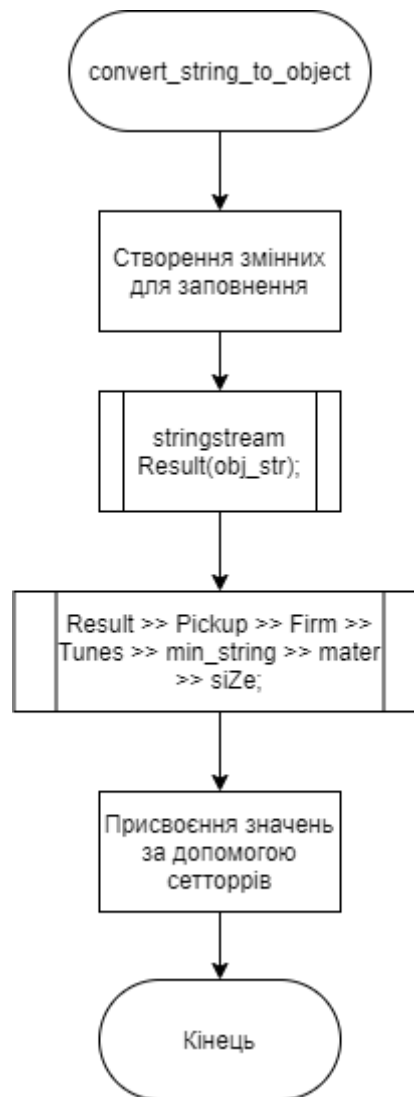 convert_string_to_object
Створення змінних
для заповнення
stringstream
Result(obj_str);
Result >> Pickup >> Firm >>
Tunes >> min_string >> mater
>> siZe;
Присвоєння значень
за допомогою
сетторрів
Кінець